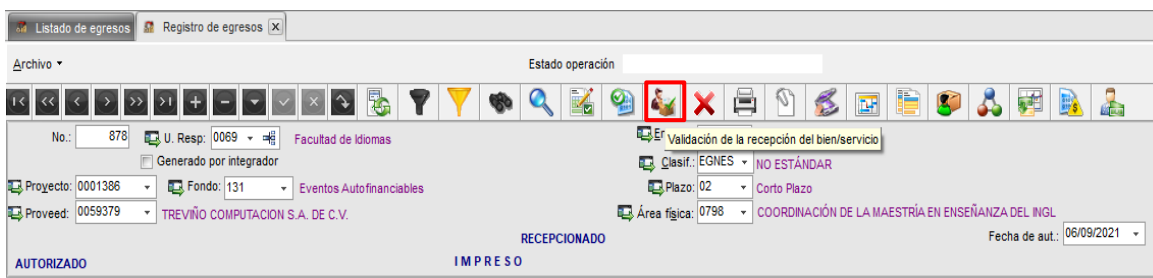 Listado de egresos Registro de egresos
Archivo Estado operación
No.: 878 U. Resp: 0069 Facultad de Idiomas
Validación de la recepción del bien/servicio
Generado por integrador Clasif.: EGNES NO ESTÁNDAR
Proyecto: 0001386 Fondo: 131 Eventos Autofinanciables Plazo: 02 Corto Plazo
Proveed: 0059379 TREVIÑO COMPUTACION S.A. DE C.V. Área física: 0798 COORDINACIÓN DE LA MAESTRÍA EN ENSEÑANZA DEL INGL
RECEPCIONADO Fecha de aut.: 06/09/2021
AUTORIZADO IMPRESO